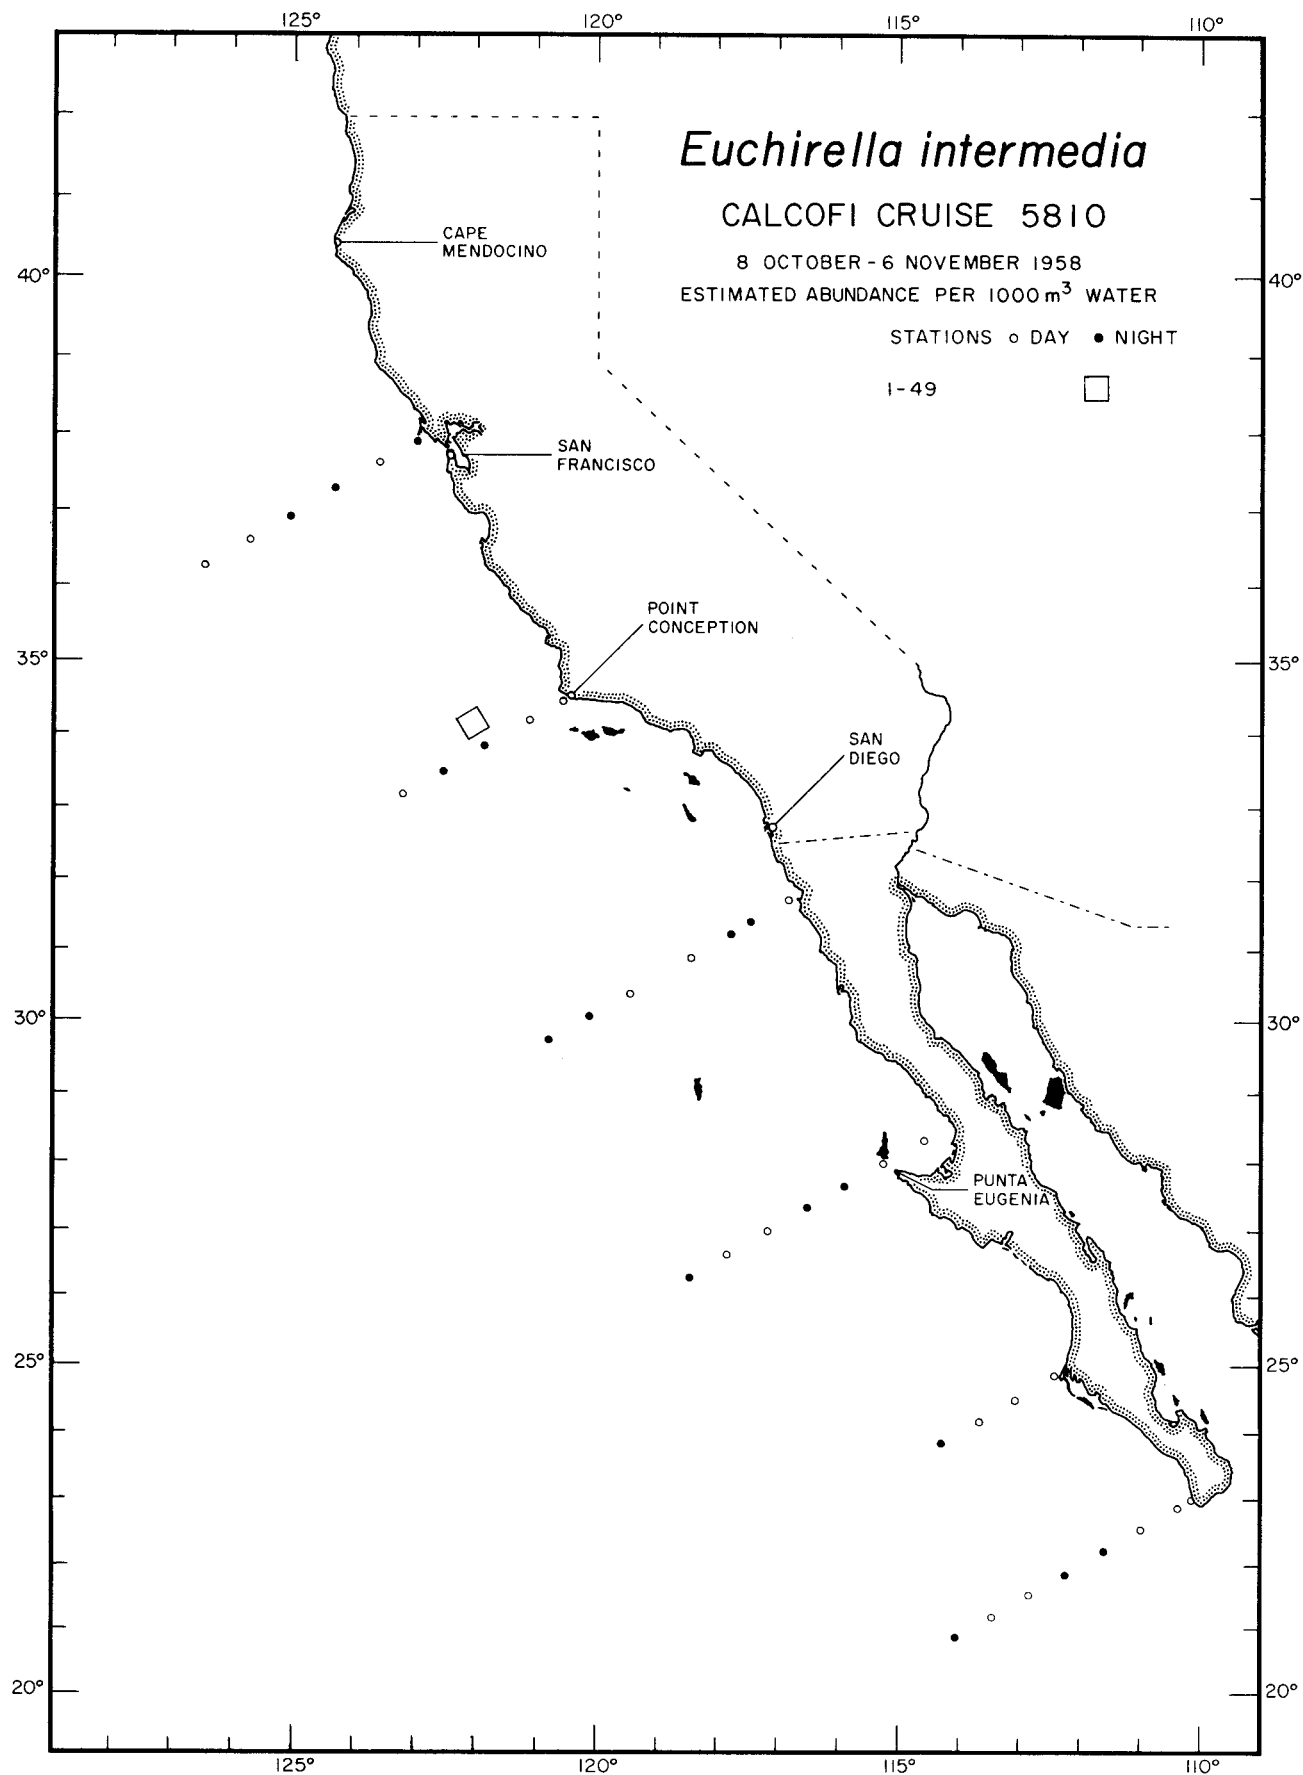 125° 120° 115° 110°
Euchirella intermedia
CALCOFI CRUISE 5810
8 OCTOBER - 6 NOVEMBER 1958
ESTIMATED ABUNDANCE PER 1000 m³ WATER
STATIONS ○ DAY ● NIGHT
1-49
CAPE
MENDOCINO
40° 40°
SAN
FRANCISCO
POINT
CONCEPTION
35° 35°
SAN
DIEGO
30° 30°
PUNTA
EUGENIA
25° 25°
20° 20°
125° 120° 115° 110°